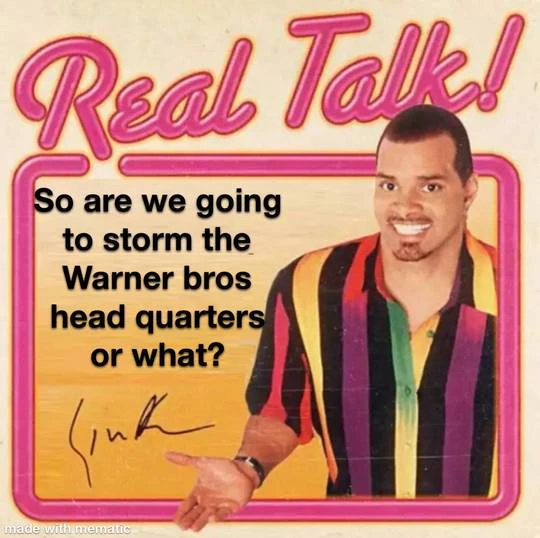 Real Talk!
So are we going
to storm the
Warner bros
head quarters
or what?
made with mematic